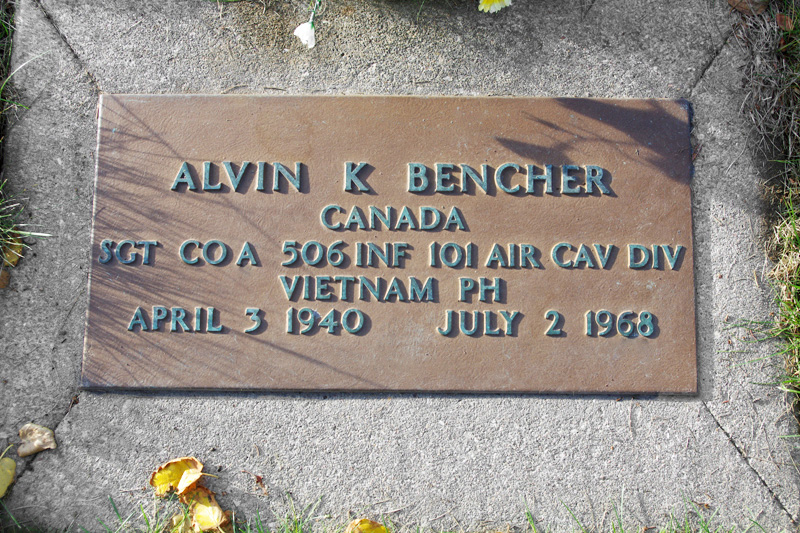 ALVIN K BENCHER
CANADA
SGT CO A 506 INF 101 AIR CAV DIV
VIETNAM PH
APRIL 3 1940 JULY 2 1968